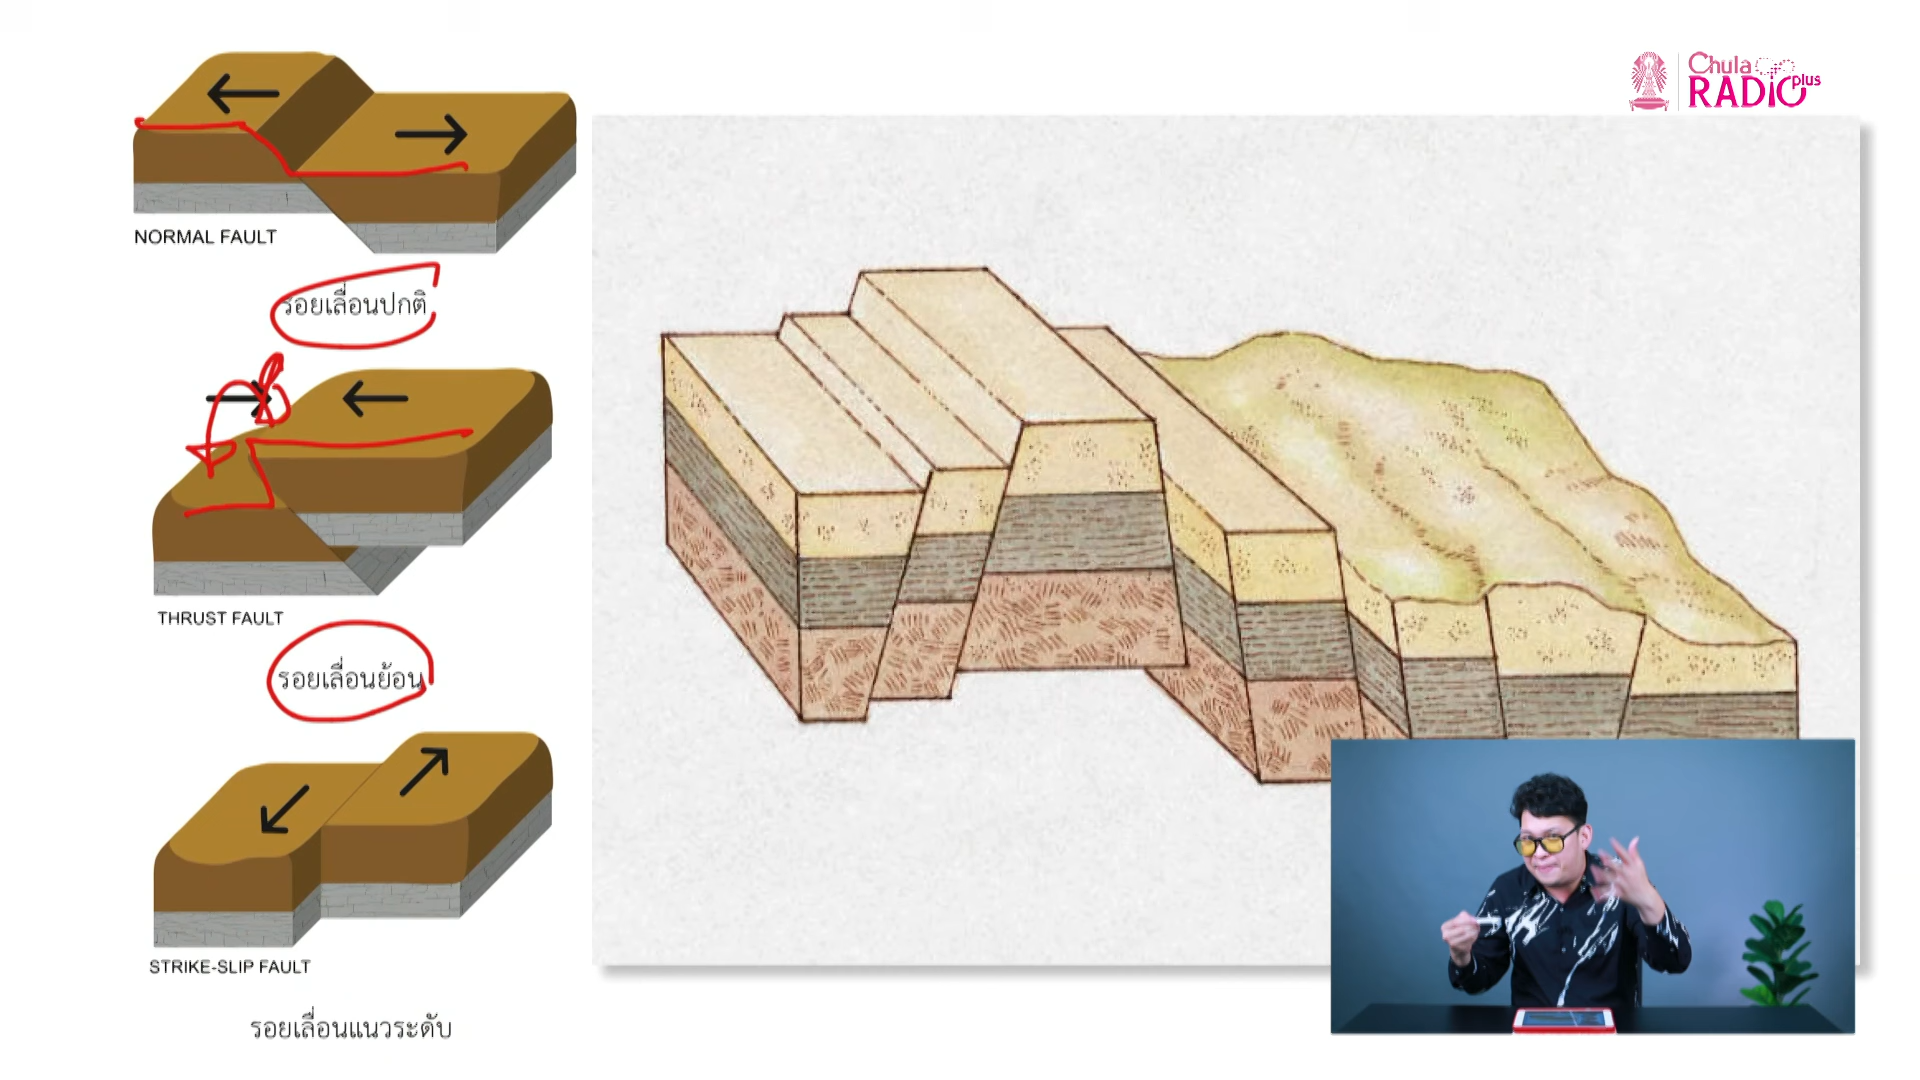 Chula
RADIO plus
NORMAL FAULT
รอยเลื่อนปกติ
THRUST FAULT
รอยเลื่อนย้อน
STRIKE-SLIP FAULT
รอยเลื่อนแนวระดับ